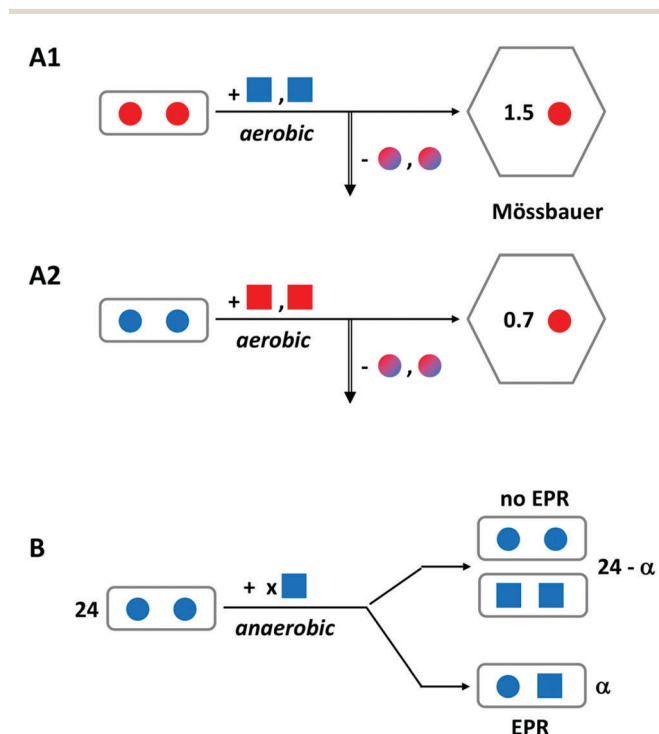 A1
+ ,
aerobic
- ,
1.5
Mössbauer
A2
+ ,
aerobic
- ,
0.7
no EPR
B
24
+ x
anaerobic
24 - α
α
EPR